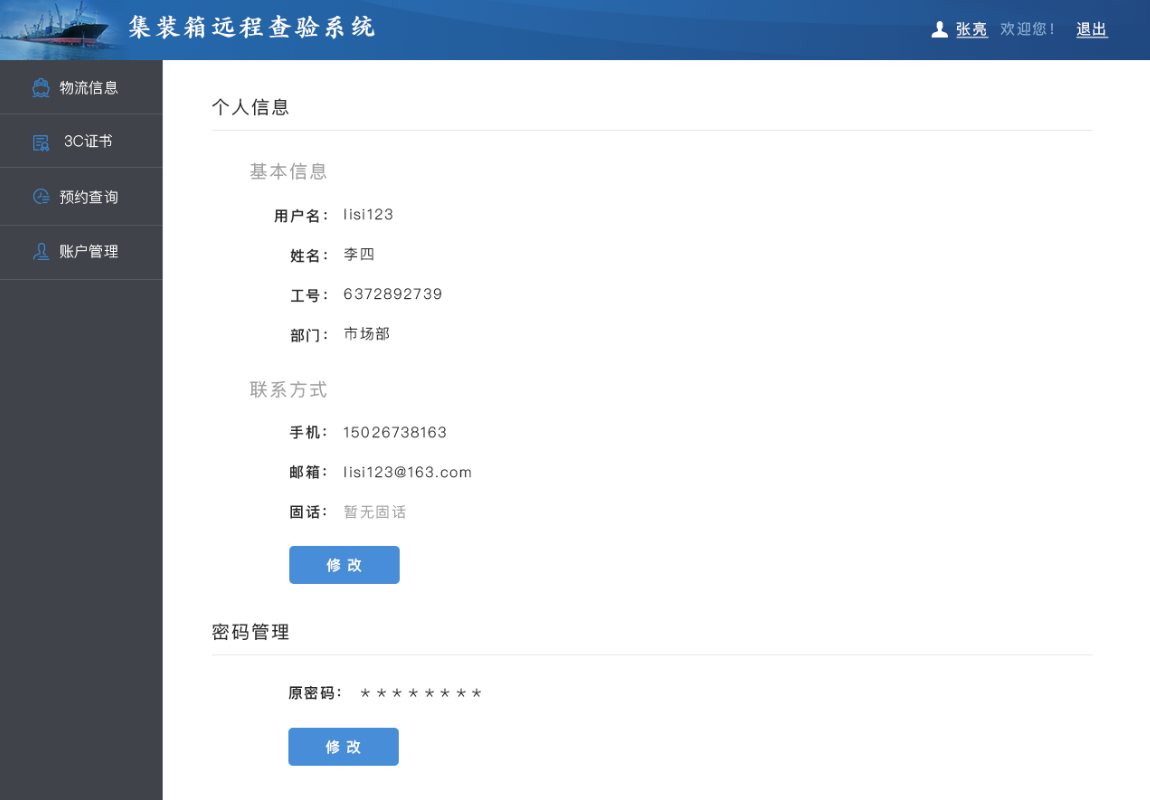 集装箱远程查验系统
张亮 欢迎您！ 退出
物流信息
3C证书
预约查询
账户管理
个人信息
基本信息
用户名： lisi123
姓名： 李四
工号： 6372892739
部门： 市场部
联系方式
手机： 15026738163
邮箱： lisi123@163.com
固话： 暂无固话
修 改
密码管理
原密码： ＊＊＊＊＊＊＊＊
修 改